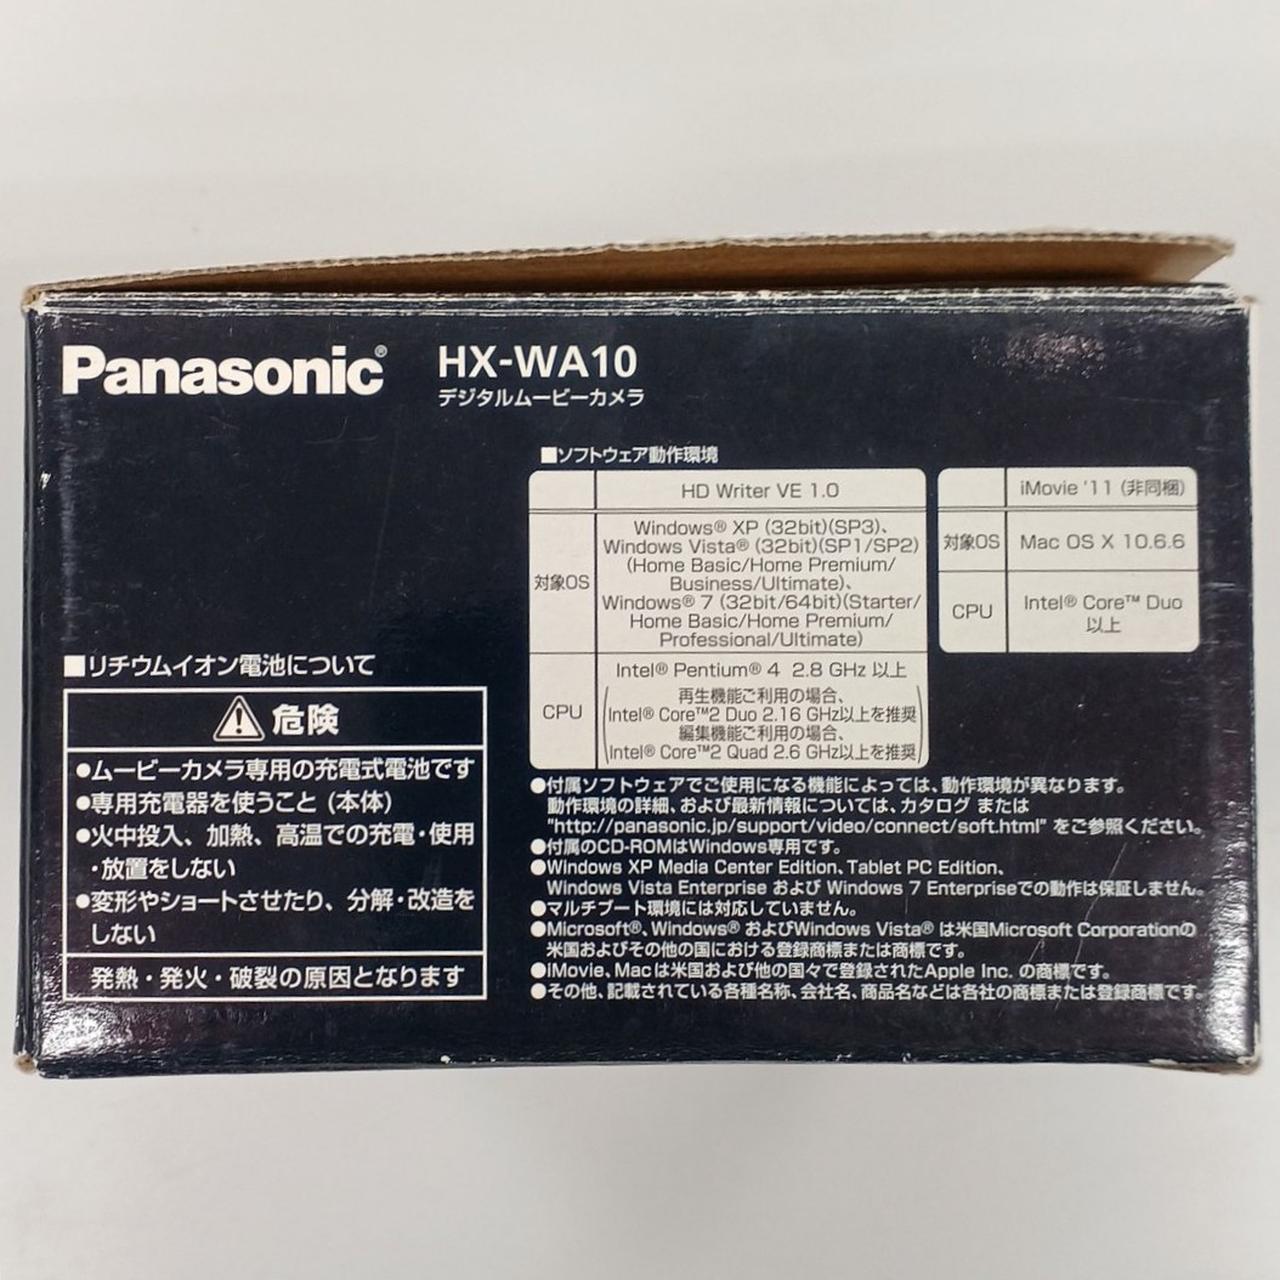 Panasonic®
HX-WA10
デジタルムービーカメラ
■リチウムイオン電池について
危険
●ムービーカメラ専用の充電式電池です
●専用充電器を使うこと (本体)
●火中投入、加熱、高温での充電・使用
・放置をしない
●変形やショートさせたり、分解・改造を
しない
発熱・発火・破裂の原因となります
■ソフトウェア動作環境
HD Writer VE 1.0
対象OS
Windows® XP (32bit)(SP3)、
Windows Vista® (32bit)(SP1/SP2)
(Home Basic/Home Premium/
Business/Ultimate)、
Windows® 7 (32bit/64bit)(Starter/
Home Basic/Home Premium/
Professional/Ultimate)
CPU
Intel® Pentium® 4 2.8 GHz 以上
(再生機能ご利用の場合、
Intel® Core™2 Duo 2.16 GHz以上を推奨
編集機能ご利用の場合、
Intel® Core™2 Quad 2.6 GHz以上を推奨)
iMovie '11 (非同梱)
対象OS
Mac OS X 10.6.6
CPU
Intel® Core™ Duo
以上
●付属ソフトウェアでご使用になる機能によっては、動作環境が異なります。
動作環境の詳細、および最新情報については、カタログ または
"http://panasonic.jp/support/video/connect/soft.html" をご参照ください。
●付属のCD-ROMはWindows専用です。
●Windows XP Media Center Edition、Tablet PC Edition、
Windows Vista Enterprise および Windows 7 Enterpriseでの動作は保証しません。
●マルチブート環境には対応していません。
●Microsoft®、Windows® およびWindows Vista® は米国Microsoft Corporationの
米国およびその他の国における登録商標または商標です。
●iMovie、Macは米国および他の国々で登録されたApple Inc. の商標です。
●その他、記載されている各種名称、会社名、商品名などは各社の商標または登録商標です。